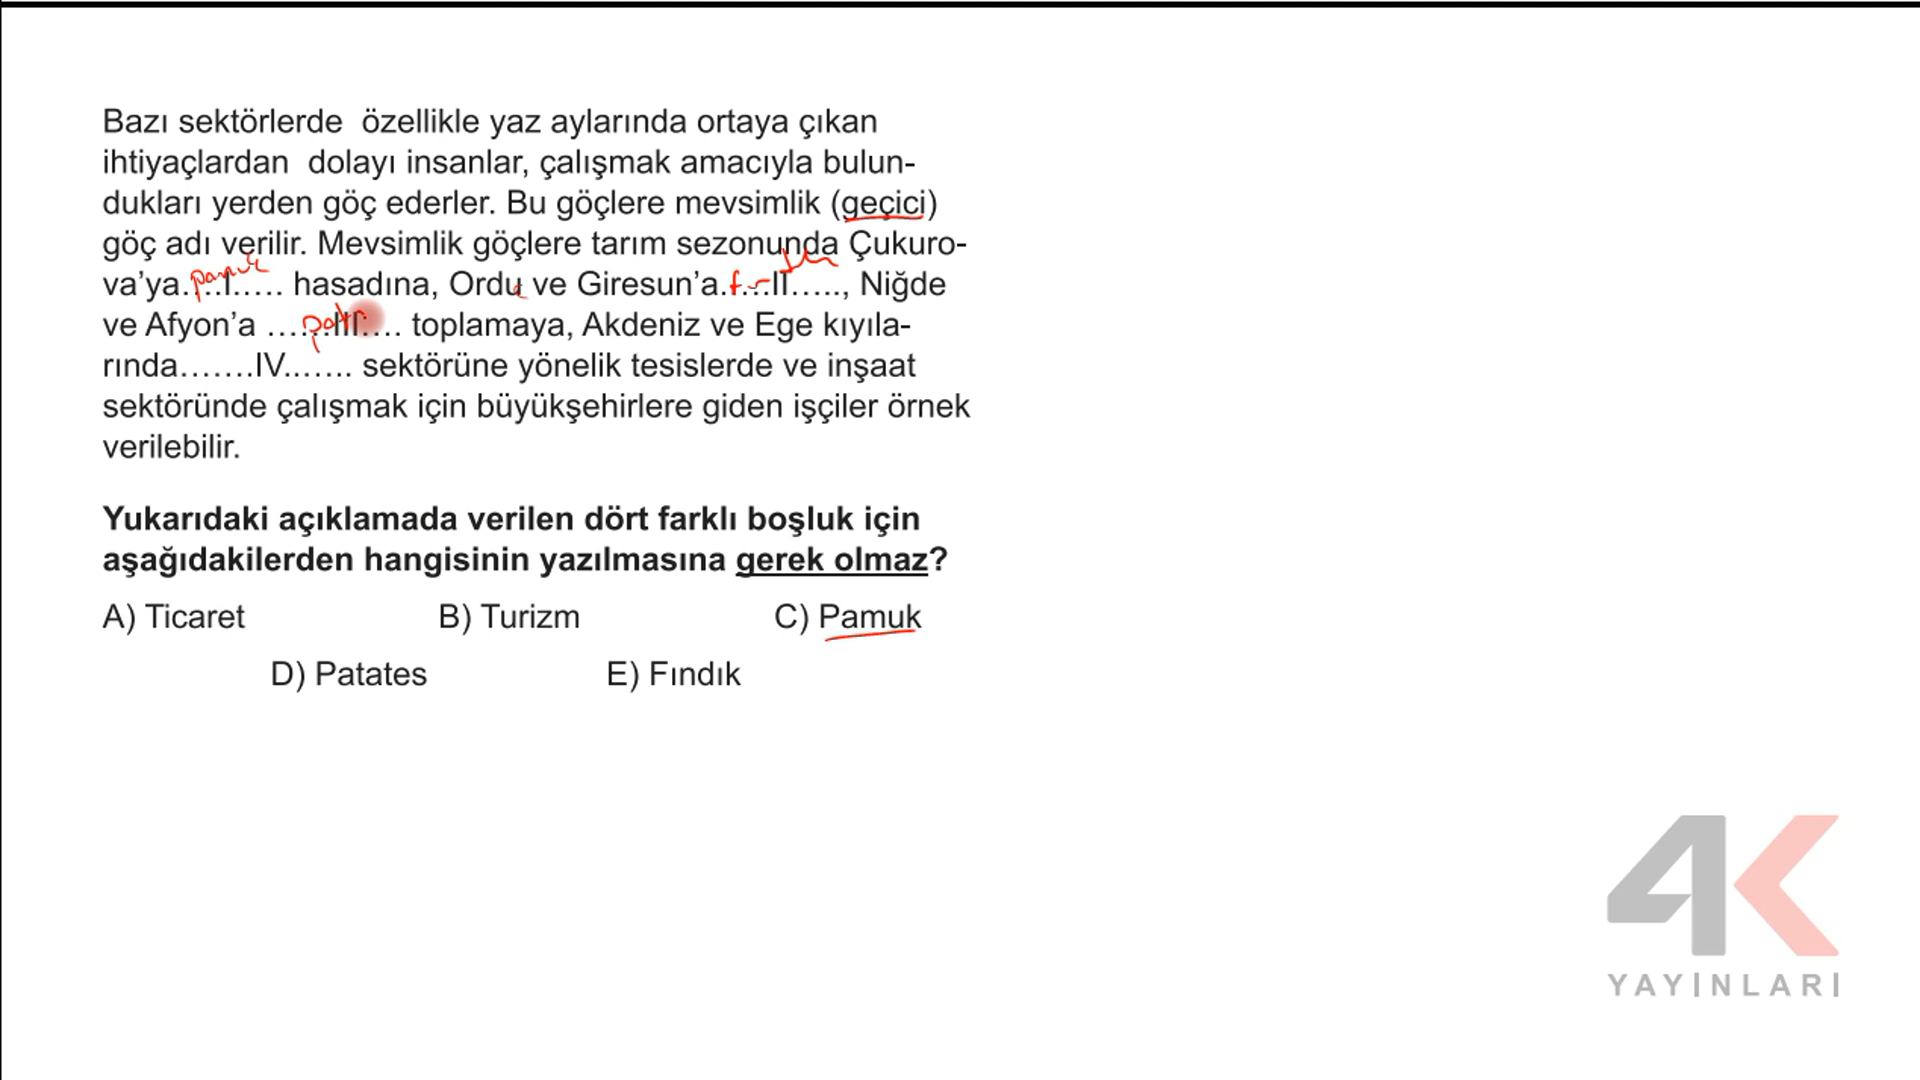 Bazı sektörlerde özellikle yaz aylarında ortaya çıkan
ihtiyaçlardan dolayı insanlar, çalışmak amacıyla bulun-
dukları yerden göç ederler. Bu göçlere mevsimlik (geçici)
göç adı verilir. Mevsimlik göçlere tarım sezonunda Çukuro-
pamuk
va’ya....I..... hasadına, Ordu ve Giresun’a.....II....., Niğde
ve Afyon’a ......III.... toplamaya, Akdeniz ve Ege kıyıla-
rında.......IV....... sektörüne yönelik tesislerde ve inşaat
sektöründe çalışmak için büyükşehirlere giden işçiler örnek
verilebilir.
Yukarıdaki açıklamada verilen dört farklı boşluk için
aşağıdakilerden hangisinin yazılmasına gerek olmaz?
A) Ticaret B) Turizm C) Pamuk
D) Patates E) Fındık
4K
YAYINLARI